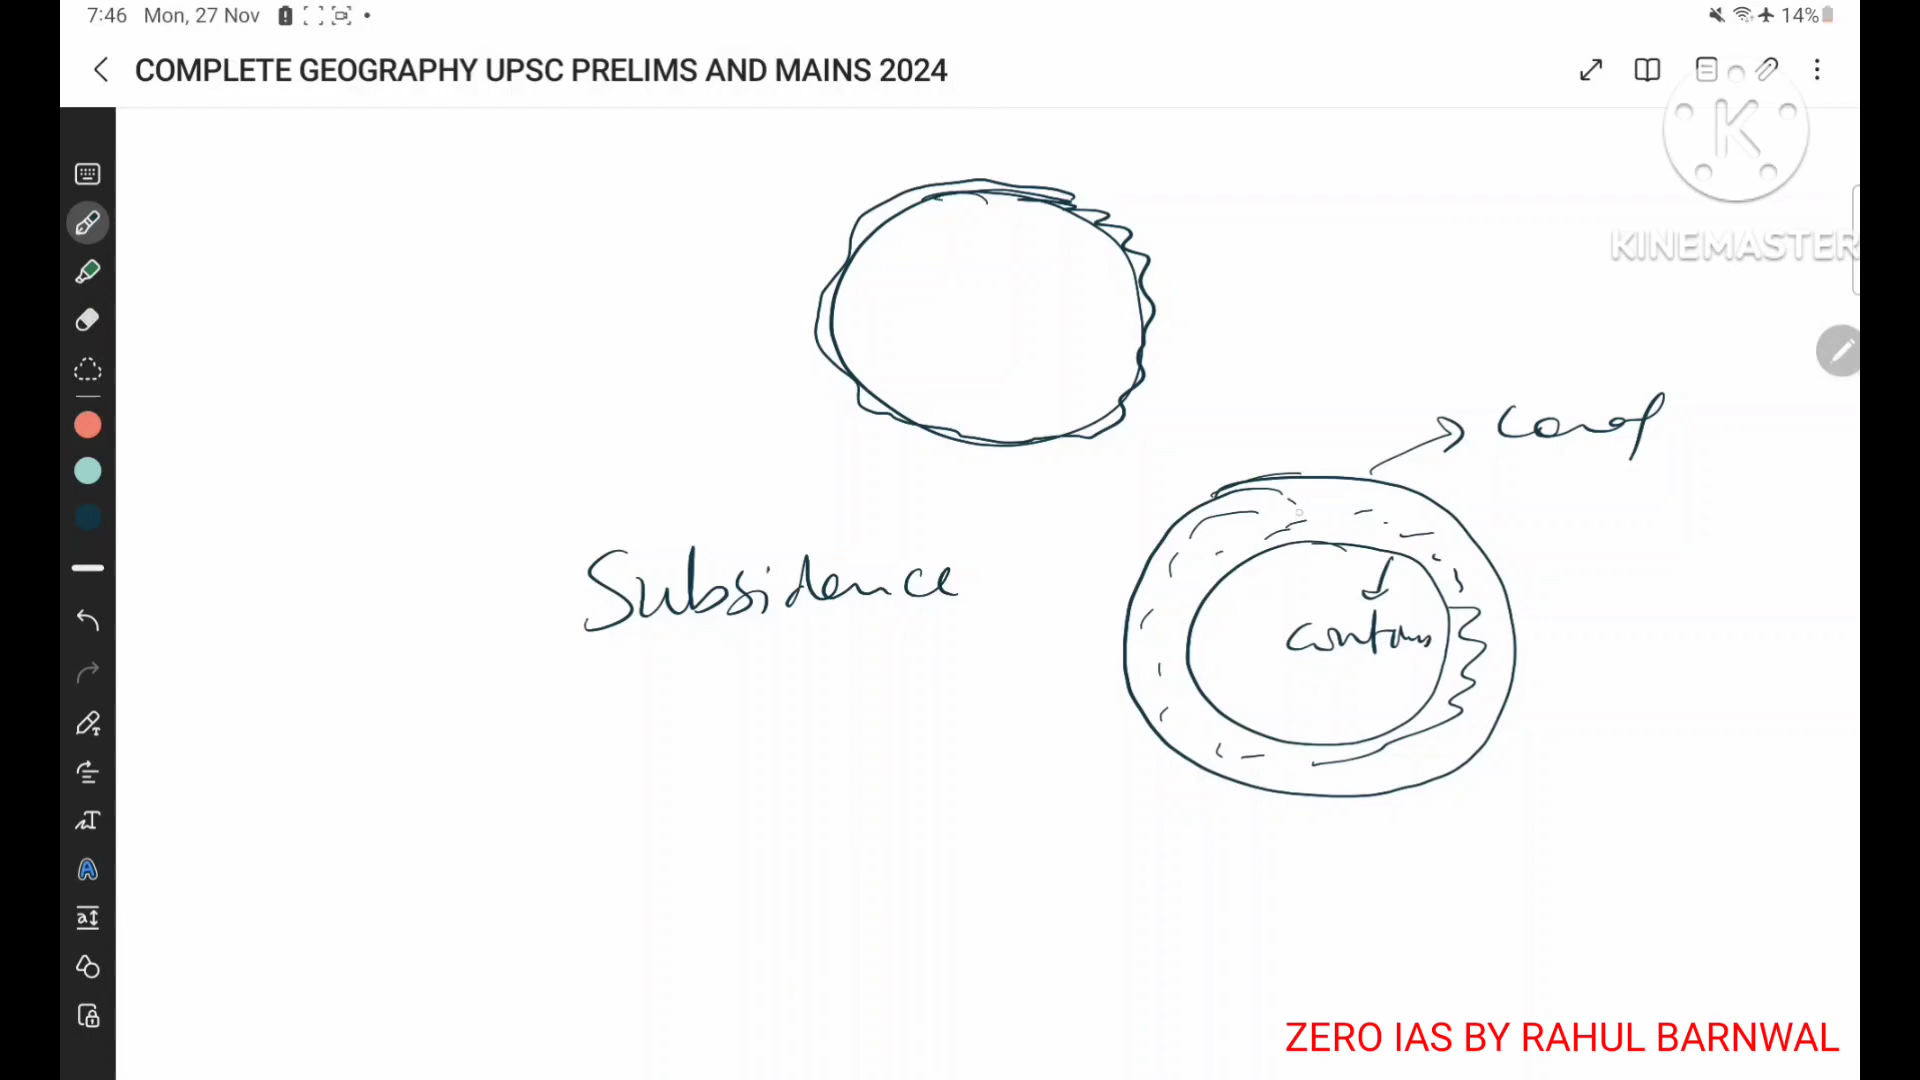 7:46 Mon, 27 Nov 14%
COMPLETE GEOGRAPHY UPSC PRELIMS AND MAINS 2024
K
KINEMASTER
Subsidence
ZERO IAS BY RAHUL BARNWAL